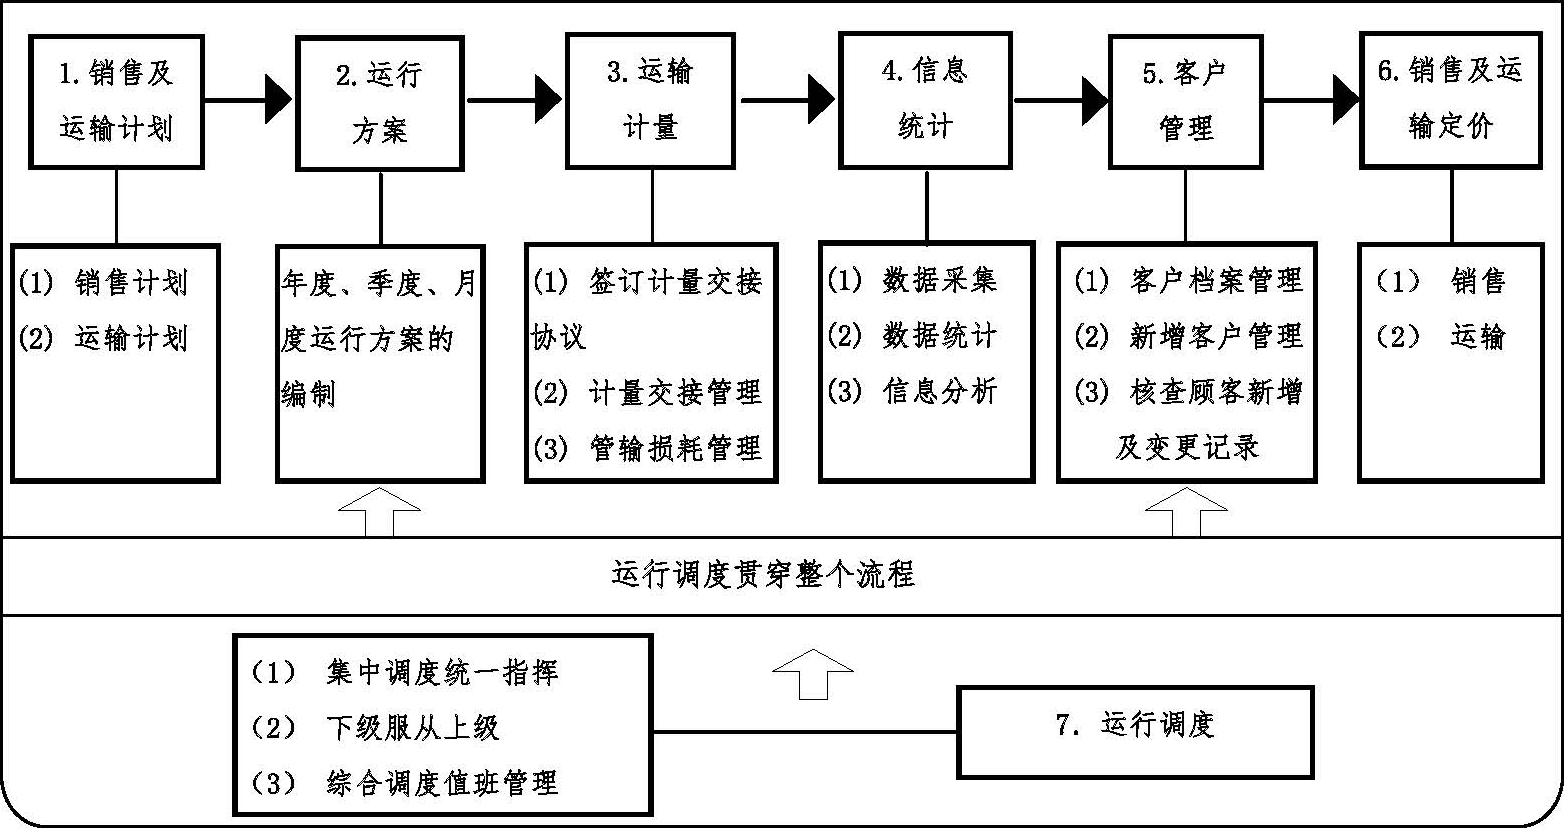 1.销售及
运输计划
2.运行
方案
3.运输
计量
4.信息
统计
5.客户
管理
6.销售及运
输定价
(1) 销售计划
(2) 运输计划
年度、季度、月
度运行方案的
编制
(1) 签订计量交接
协议
(2) 计量交接管理
(3) 管输损耗管理
(1) 数据采集
(2) 数据统计
(3) 信息分析
(1) 客户档案管理
(2) 新增客户管理
(3) 核查顾客新增
及变更记录
（1） 销售
（2） 运输
运行调度贯穿整个流程
（1） 集中调度统一指挥
（2） 下级服从上级
（3） 综合调度值班管理
7. 运行调度